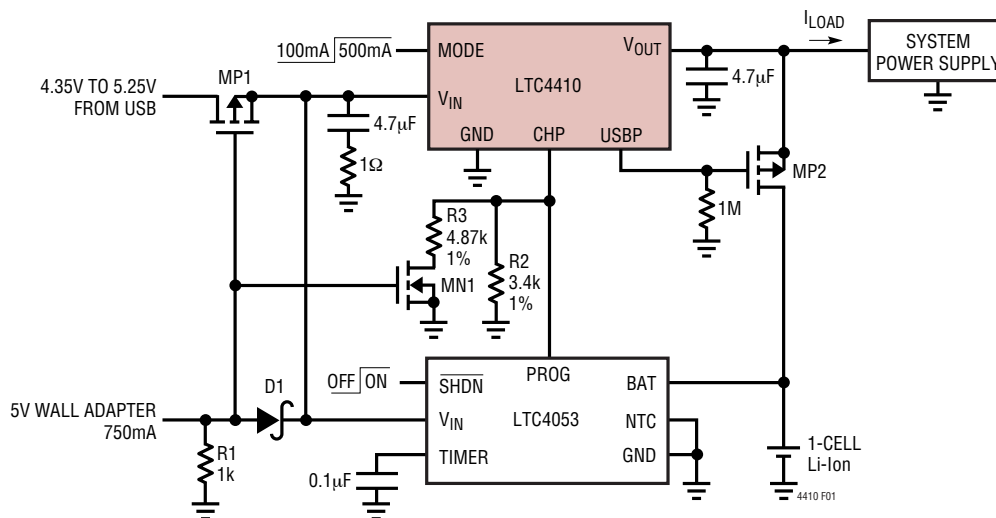 I_LOAD
100mA 500mA
MODE
V_OUT
SYSTEM
POWER SUPPLY
4.35V TO 5.25V
FROM USB
MP1
LTC4410
V_IN
4.7µF
4.7µF
GND
CHP
USBP
1Ω
MP2
1M
R3
4.87k
1%
R2
3.4k
1%
MN1
5V WALL ADAPTER
750mA
D1
OFF ON
SHDN
PROG
BAT
V_IN
LTC4053
NTC
TIMER
GND
R1
1k
0.1µF
1-CELL
Li-Ion
4410 F01